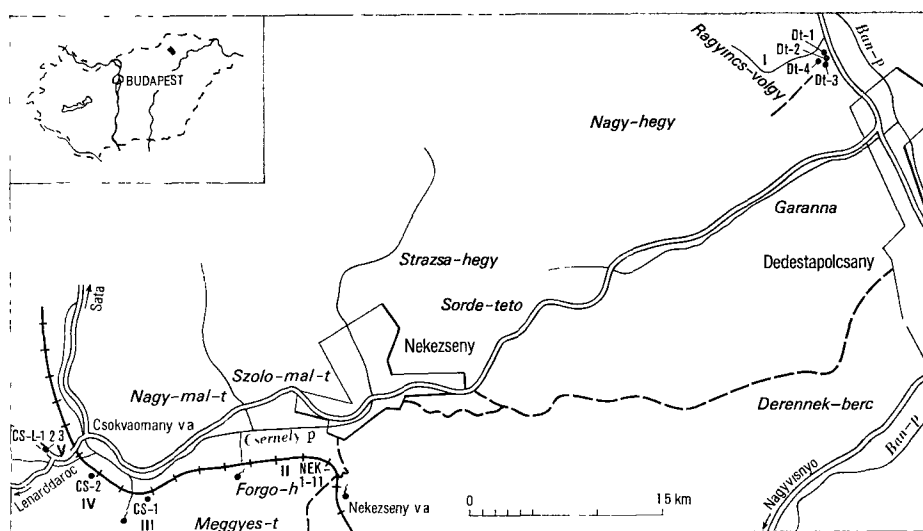 BUDAPEST
Dt-1
Dt-2
Dt-4
Dt-3
I
Ban-p
Ragyincs-volgy
Nagy-hegy
Garanna
Dedestapolcsany
Strazsa-hegy
Sorde-teto
Nekezseny
Sata
Szolo-mal-t
Nagy-mal-t
Derennek-berc
Csokvaomany va
Csernely p
CS-L-1 2 3
V
Lenarddaroc
CS-2
IV
CS-1
III
II
NEK-
1-11
Forgo-h
Meggyes-t
Nekezseny va
0 15 km
Nagyvisnyo
Ban-p